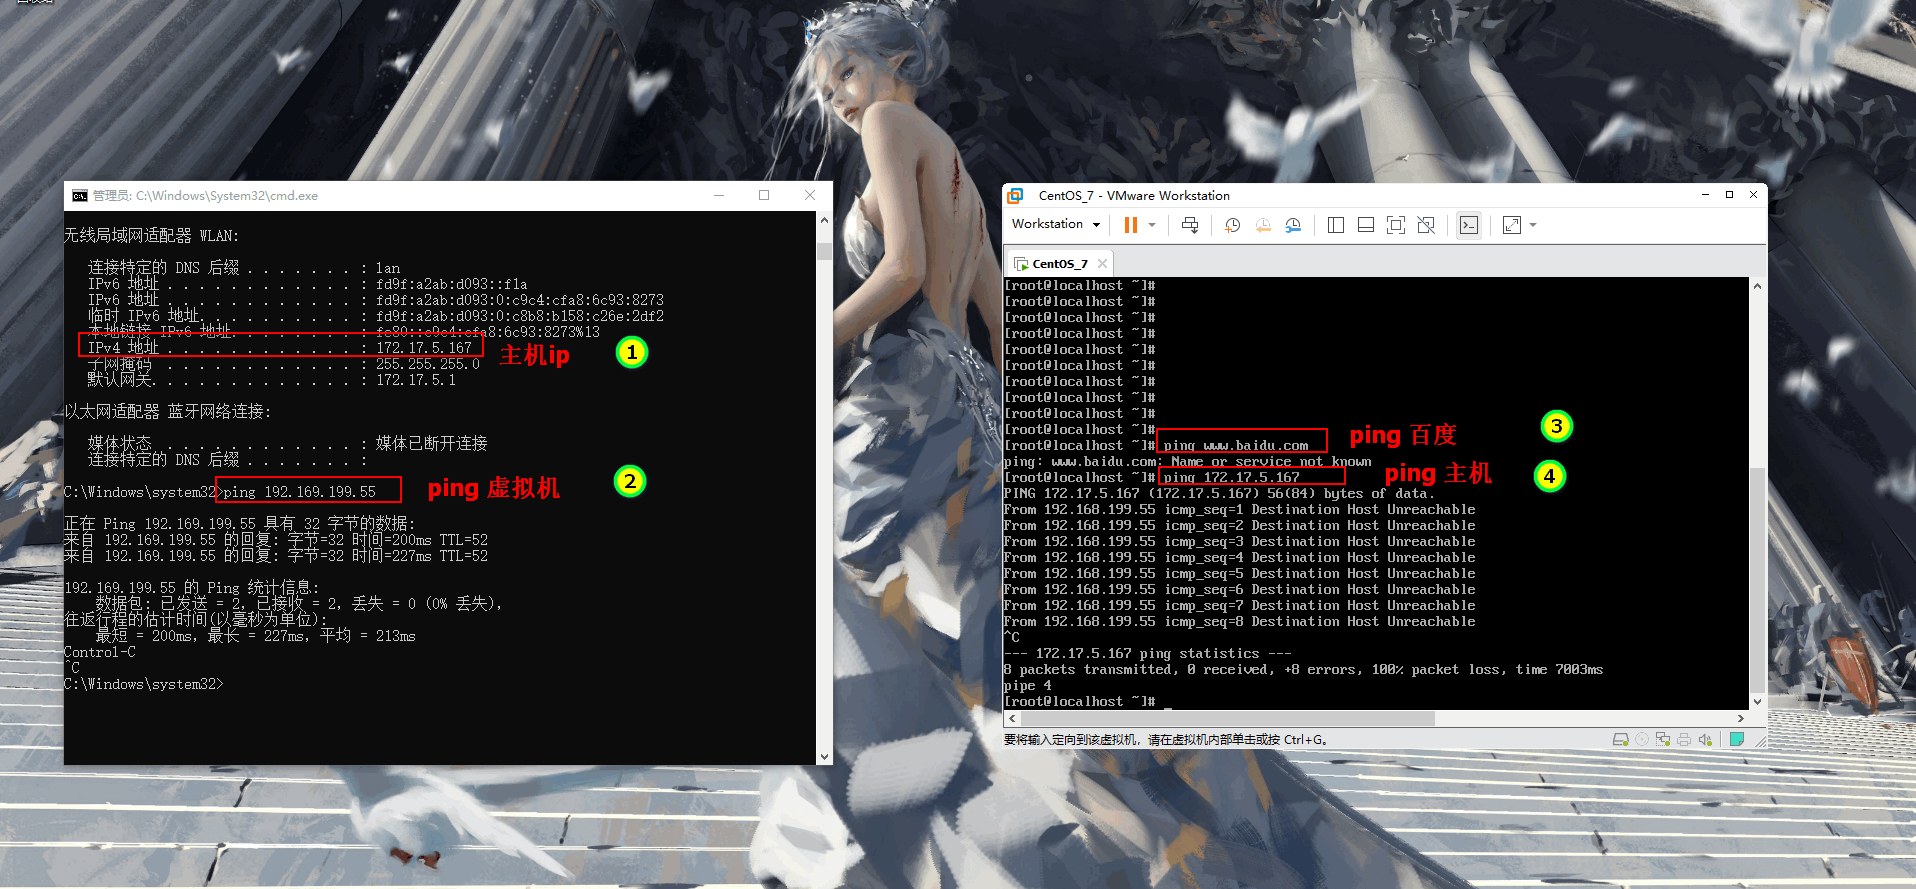 管理员: C:\Windows\System32\cmd.exe
无线局域网适配器 WLAN:
连接特定的 DNS 后缀 . . . . . . . : lan
IPv6 地址 . . . . . . . . . . . . : fd9f:a2ab:d093::f1a
IPv6 地址 . . . . . . . . . . . . : fd9f:a2ab:d093:0:c9c4:cfa8:6c93:8273
临时 IPv6 地址. . . . . . . . . . : fd9f:a2ab:d093:0:c8b8:b158:c26e:2df2
本地链接 IPv6 地址. . . . . . . . : fe80::c9c4:cfa8:6c93:8273%13
IPv4 地址 . . . . . . . . . . . . : 172.17.5.167
主机ip
1
子网掩码 . . . . . . . . . . . . : 255.255.255.0
默认网关. . . . . . . . . . . . . : 172.17.5.1
以太网适配器 蓝牙网络连接:
媒体状态 . . . . . . . . . . . . : 媒体已断开连接
连接特定的 DNS 后缀 . . . . . . . :
C:\Windows\system32>ping 192.169.199.55
ping 虚拟机
2
正在 Ping 192.169.199.55 具有 32 字节的数据:
来自 192.169.199.55 的回复: 字节=32 时间=200ms TTL=52
来自 192.169.199.55 的回复: 字节=32 时间=227ms TTL=52
192.169.199.55 的 Ping 统计信息:
数据包: 已发送 = 2，已接收 = 2，丢失 = 0 (0% 丢失)，
往返行程的估计时间(以毫秒为单位):
最短 = 200ms，最长 = 227ms，平均 = 213ms
Control-C
^C
C:\Windows\system32>
CentOS_7 - VMware Workstation
Workstation
CentOS_7
[root@localhost ~]#
[root@localhost ~]#
[root@localhost ~]#
[root@localhost ~]#
[root@localhost ~]#
[root@localhost ~]#
[root@localhost ~]#
[root@localhost ~]#
[root@localhost ~]#
[root@localhost ~]#
[root@localhost ~]# ping www.baidu.com
ping 百度
3
ping: www.baidu.com: Name or service not known
[root@localhost ~]# ping 172.17.5.167
ping 主机
4
PING 172.17.5.167 (172.17.5.167) 56(84) bytes of data.
From 192.168.199.55 icmp_seq=1 Destination Host Unreachable
From 192.168.199.55 icmp_seq=2 Destination Host Unreachable
From 192.168.199.55 icmp_seq=3 Destination Host Unreachable
From 192.168.199.55 icmp_seq=4 Destination Host Unreachable
From 192.168.199.55 icmp_seq=5 Destination Host Unreachable
From 192.168.199.55 icmp_seq=6 Destination Host Unreachable
From 192.168.199.55 icmp_seq=7 Destination Host Unreachable
From 192.168.199.55 icmp_seq=8 Destination Host Unreachable
^C
--- 172.17.5.167 ping statistics ---
8 packets transmitted, 0 received, +8 errors, 100% packet loss, time 7003ms
pipe 4
[root@localhost ~]# _
要将输入定向到该虚拟机，请在虚拟机内部单击或按 Ctrl+G。